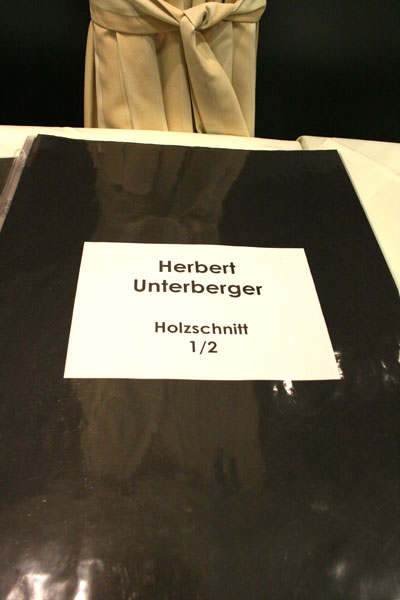 Herbert
Unterberger
Holzschnitt
1/2